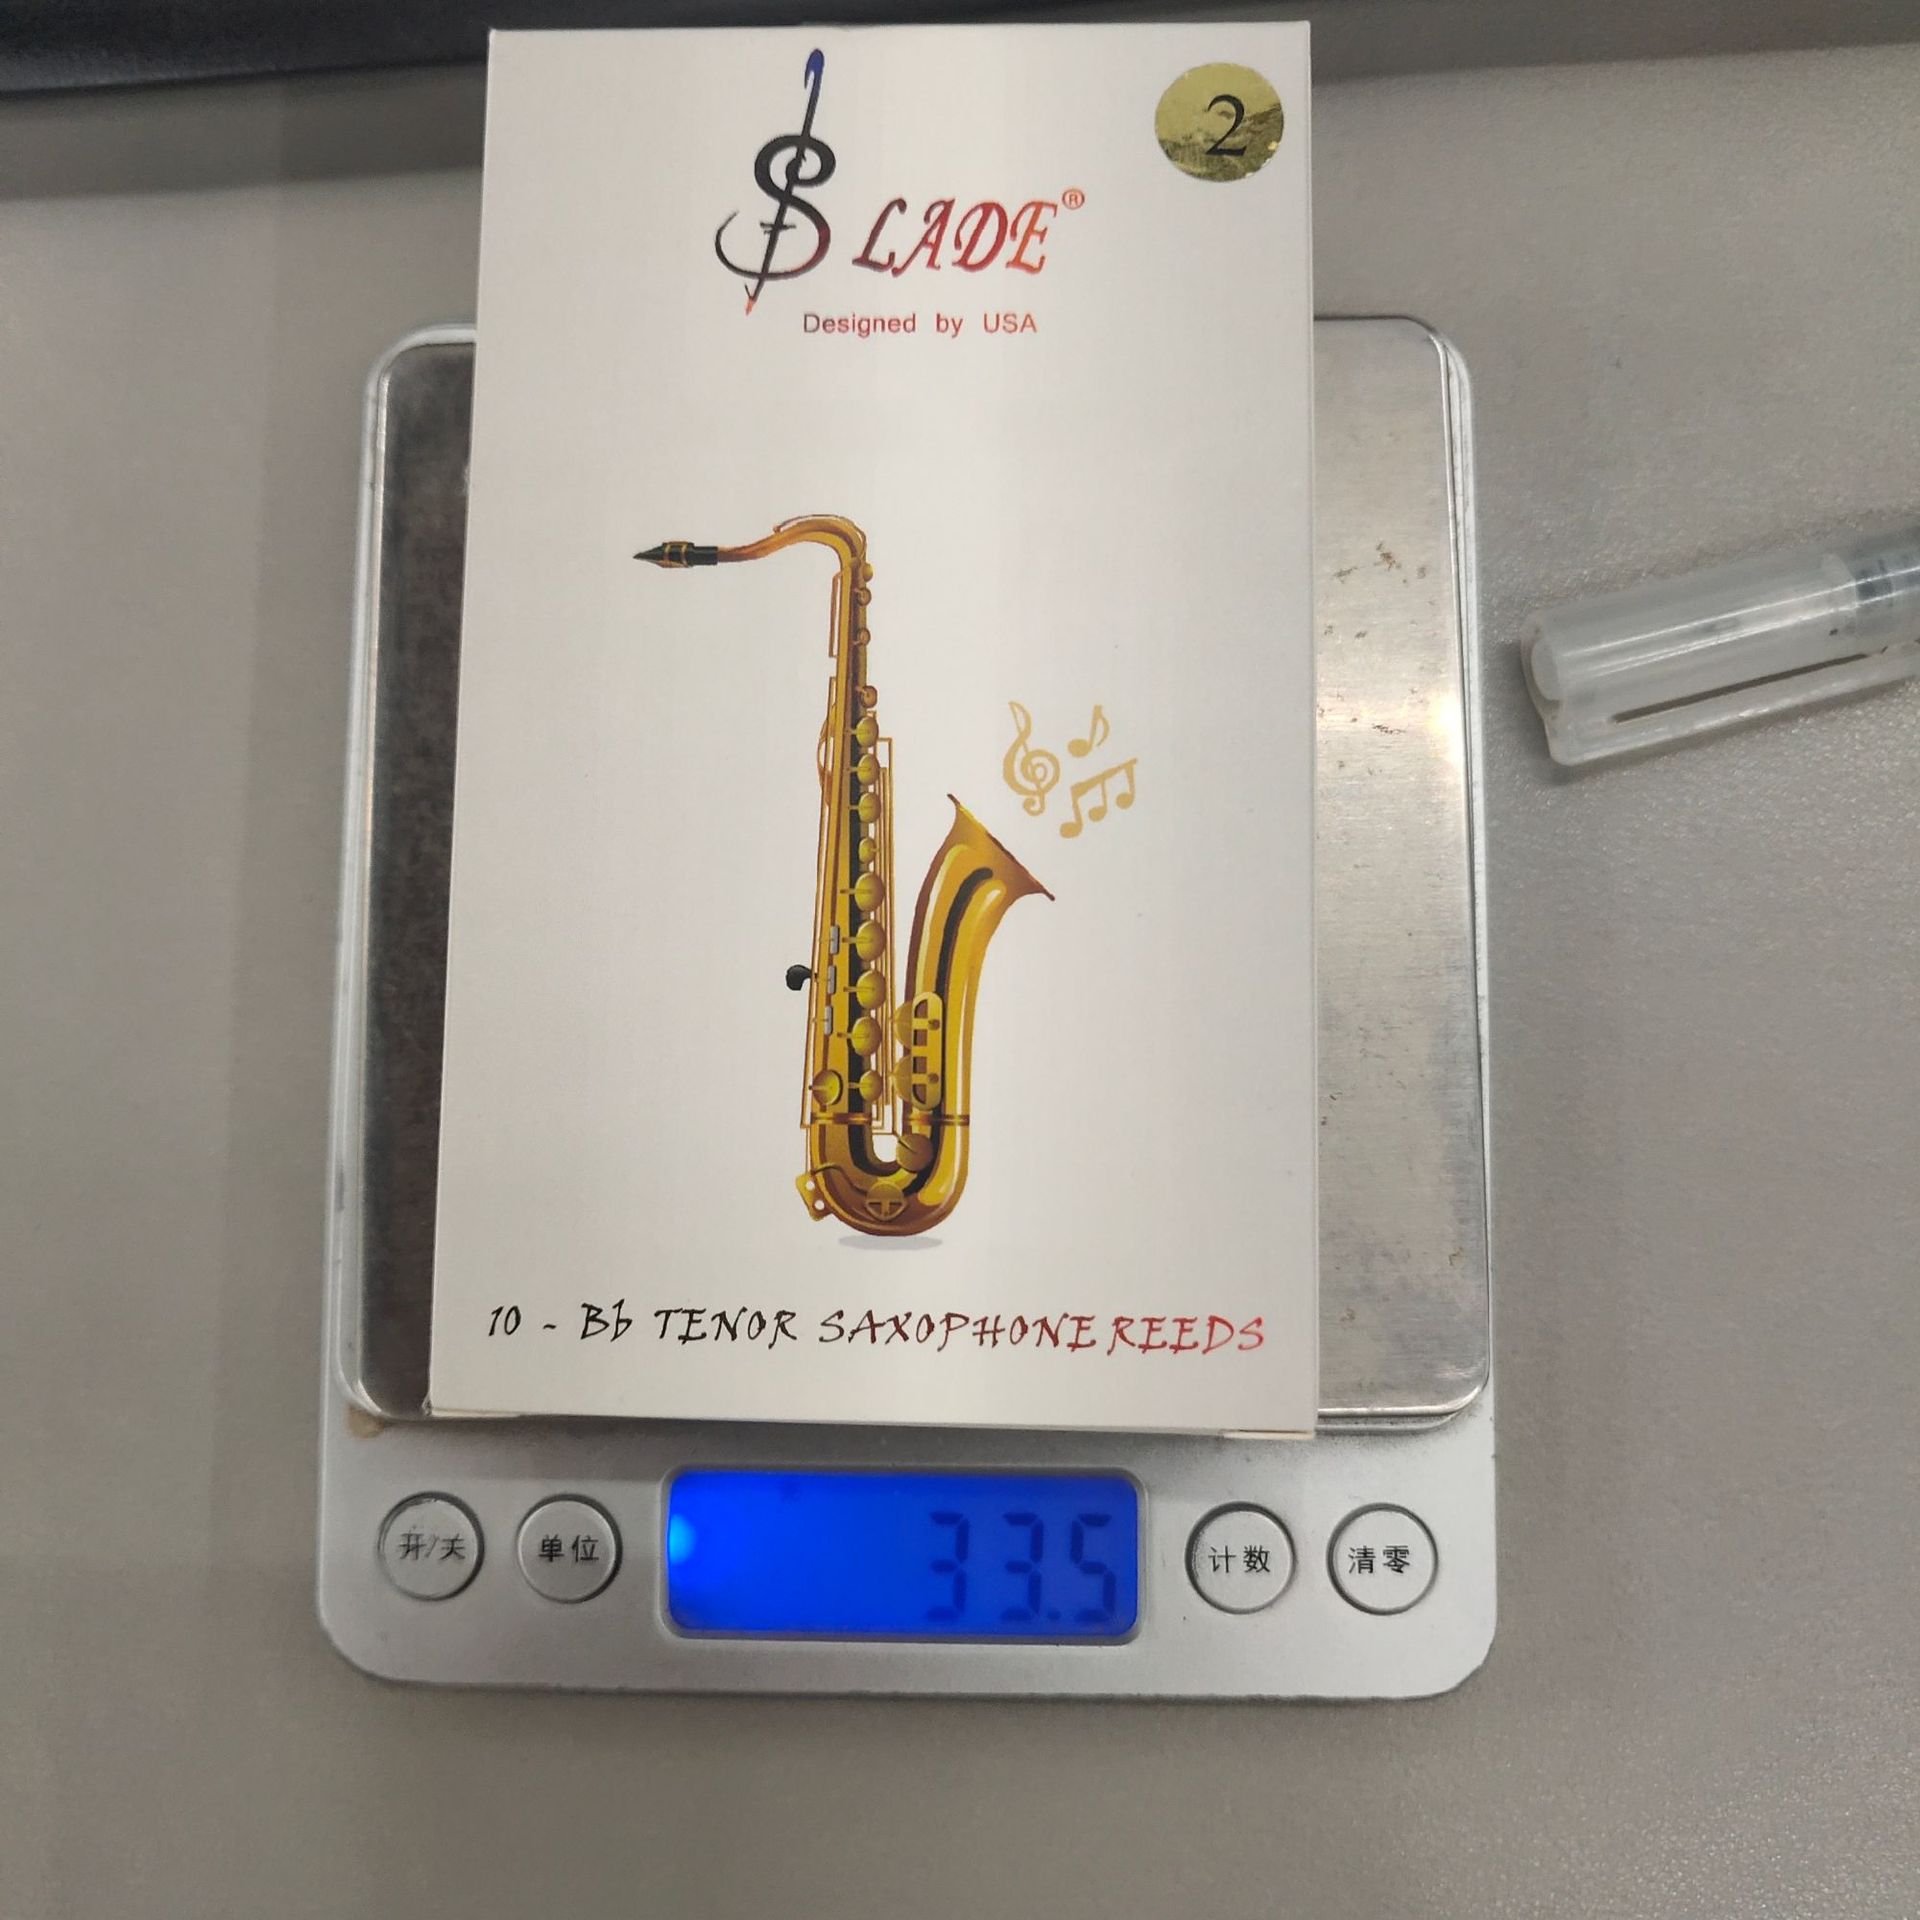 2
SLADE®
Designed by USA
10 - Bb TENOR SAXOPHONE REEDS
33.5
开/关
单位
计数
清零